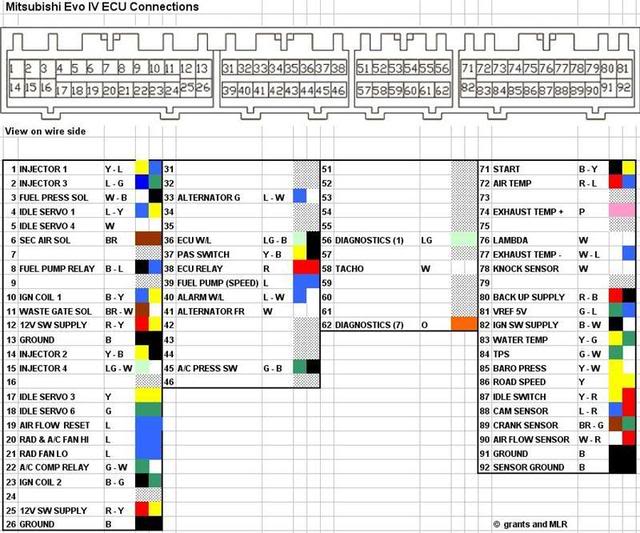 Mitsubishi Evo IV ECU Connections
1 2 3 4 5 6 7 8 9 10 11 12 13 31 32 33 34 35 36 37 38 51 52 53 54 55 56 71 72 73 74 75 76 77 78 79 80 81
14 15 16 17 18 19 20 21 22 23 24 25 26 39 40 41 42 43 44 45 46 57 58 59 60 61 62 82 83 84 85 86 87 88 89 90 91 92
View on wire side
1 INJECTOR 1 Y - L 31 51 71 START B - Y
2 INJECTOR 3 L - G 32 52 72 AIR TEMP R - L
3 FUEL PRESS SOL W - B 33 ALTERNATOR G L - W 53 73
4 IDLE SERVO 1 L - Y 34 54 74 EXHAUST TEMP + P
5 IDLE SERVO 4 W 35 55 75
6 SEC AIR SOL BR 36 ECU W/L LG - B 56 DIAGNOSTICS (1) LG 76 LAMBDA W
7 37 PAS SWITCH Y - B 57 77 EXHAUST TEMP - W - L
8 FUEL PUMP RELAY B - L 38 ECU RELAY R 58 TACHO W 78 KNOCK SENSOR W
9 39 FUEL PUMP (SPEED) L 59 79
10 IGN COIL 1 B - Y 40 ALARM W/L L - W 60 80 BACK UP SUPPLY R - B
11 WASTE GATE SOL BR - W 41 ALTERNATOR FR W 61 81 VREF 5V G - L
12 12V SW SUPPLY R - Y 42 62 DIAGNOSTICS (7) O 82 IGN SW SUPPLY B - W
13 GROUND B 43 83 WATER TEMP Y - G
14 INJECTOR 2 Y - B 44 84 TPS G - W
15 INJECTOR 4 LG - W 45 A/C PRESS SW G - B 85 BARO PRESS Y - W
16 46 86 ROAD SPEED Y
17 IDLE SERVO 3 Y 87 IDLE SWITCH Y - R
18 IDLE SERVO 6 G 88 CAM SENSOR L - R
19 AIR FLOW RESET L 89 CRANK SENSOR BR - G
20 RAD & A/C FAN HI L 90 AIR FLOW SENSOR W - R
21 RAD FAN LO L 91 GROUND B
22 A/C COMP RELAY G - W 92 SENSOR GROUND B
23 IGN COIL 2 B - G
24
25 12V SW SUPPLY R - Y
26 GROUND B © grants and MLR